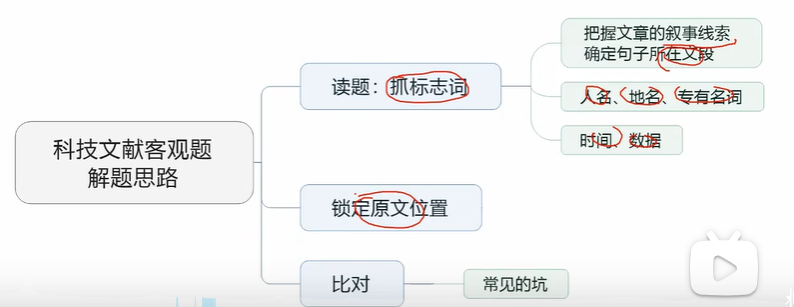 科技文献客观题
解题思路
读题：抓标志词
把握文章的叙事线索
确定句子所在文段
人名、地名、专有名词
时间、数据
锁定原文位置
比对
常见的坑